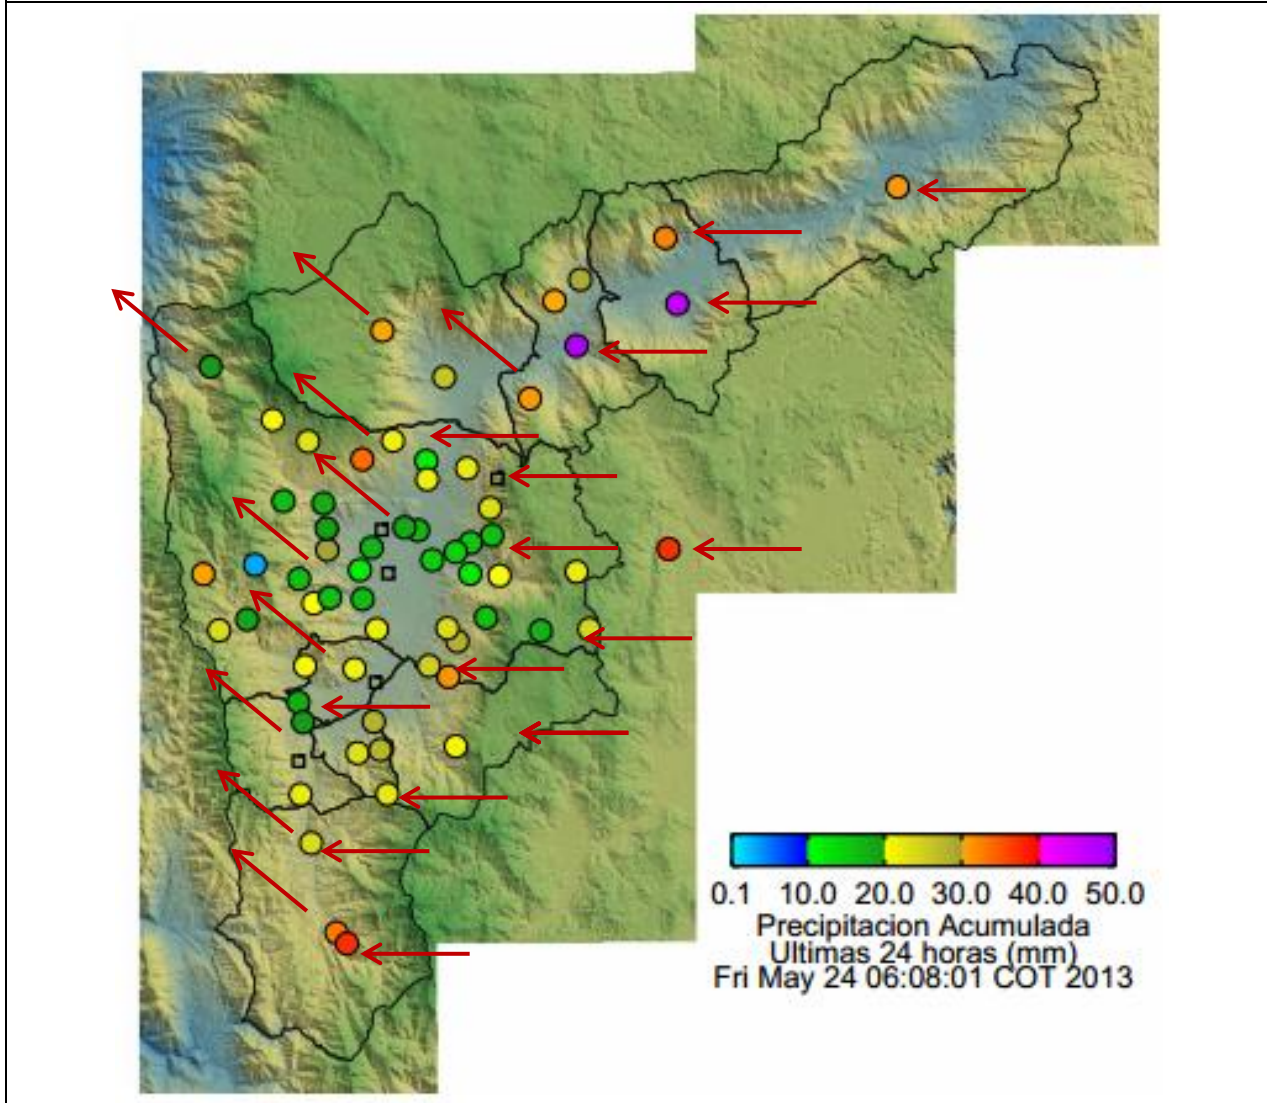 0.1 10.0 20.0 30.0 40.0 50.0
Precipitacion Acumulada
Ultimas 24 horas (mm)
Fri May 24 06:08:01 COT 2013